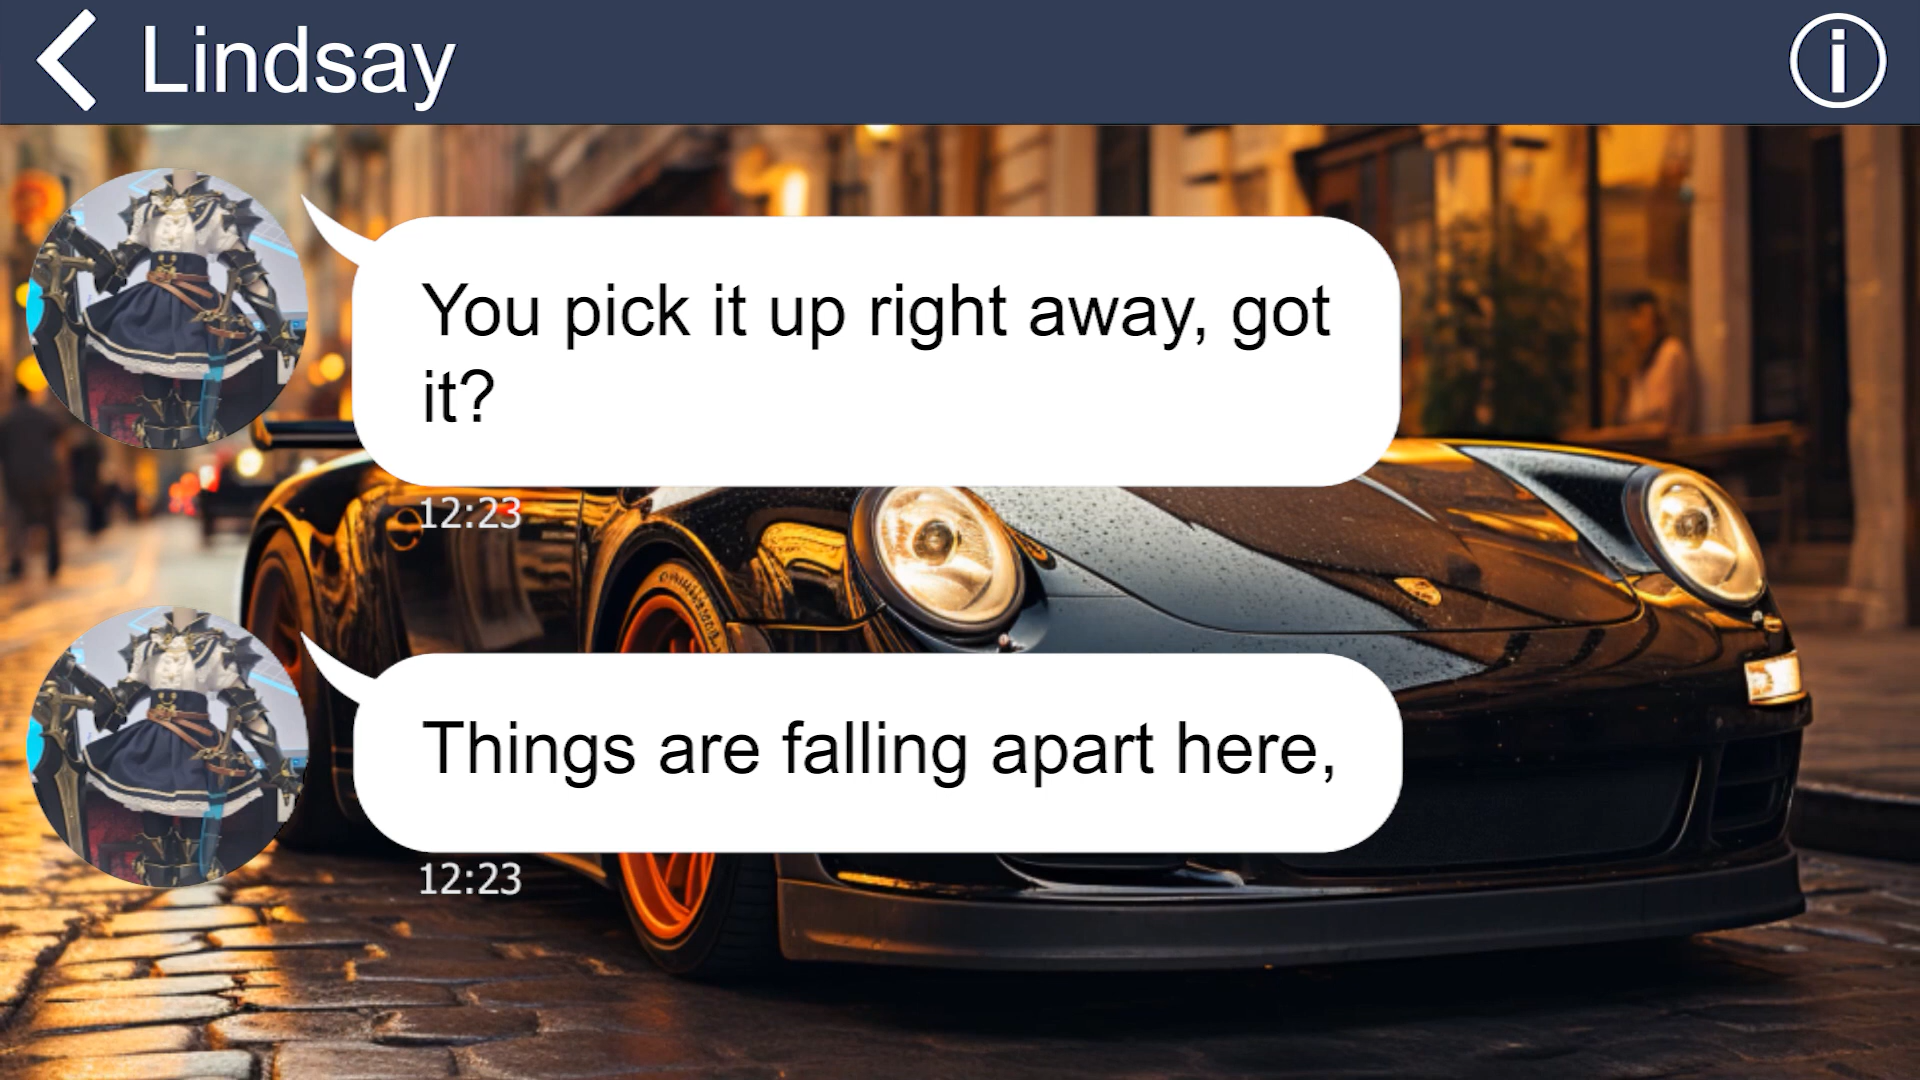 Lindsay
You pick it up right away, got
it?
12:23
Things are falling apart here,
12:23